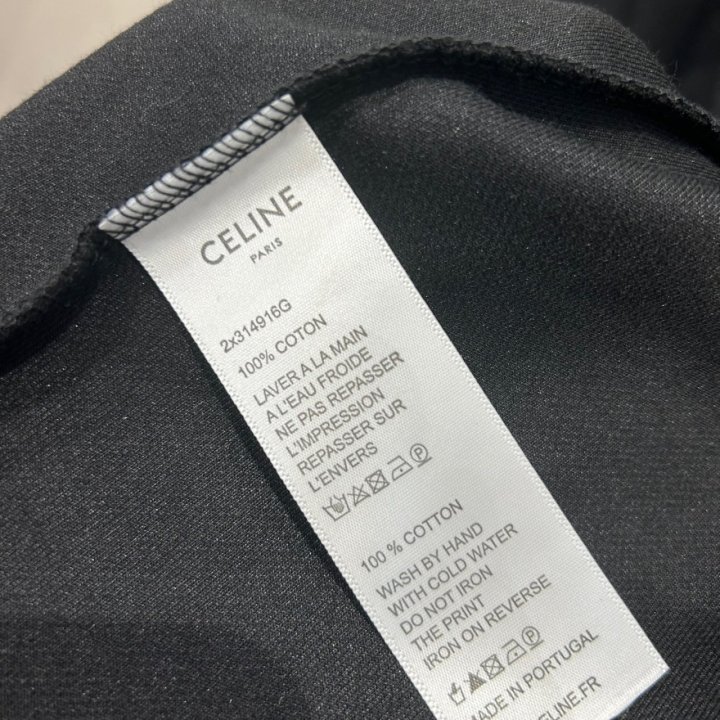 CELINE
PARIS
2x314916G
100% COTON
LAVER A LA MAIN
A L'EAU FROIDE
NE PAS REPASSER
L'IMPRESSION
REPASSER SUR
L'ENVERS
100 % COTTON
WASH BY HAND
WITH COLD WATER
DO NOT IRON
THE PRINT
IRON ON REVERSE
MADE IN PORTUGAL
ELINE.FR